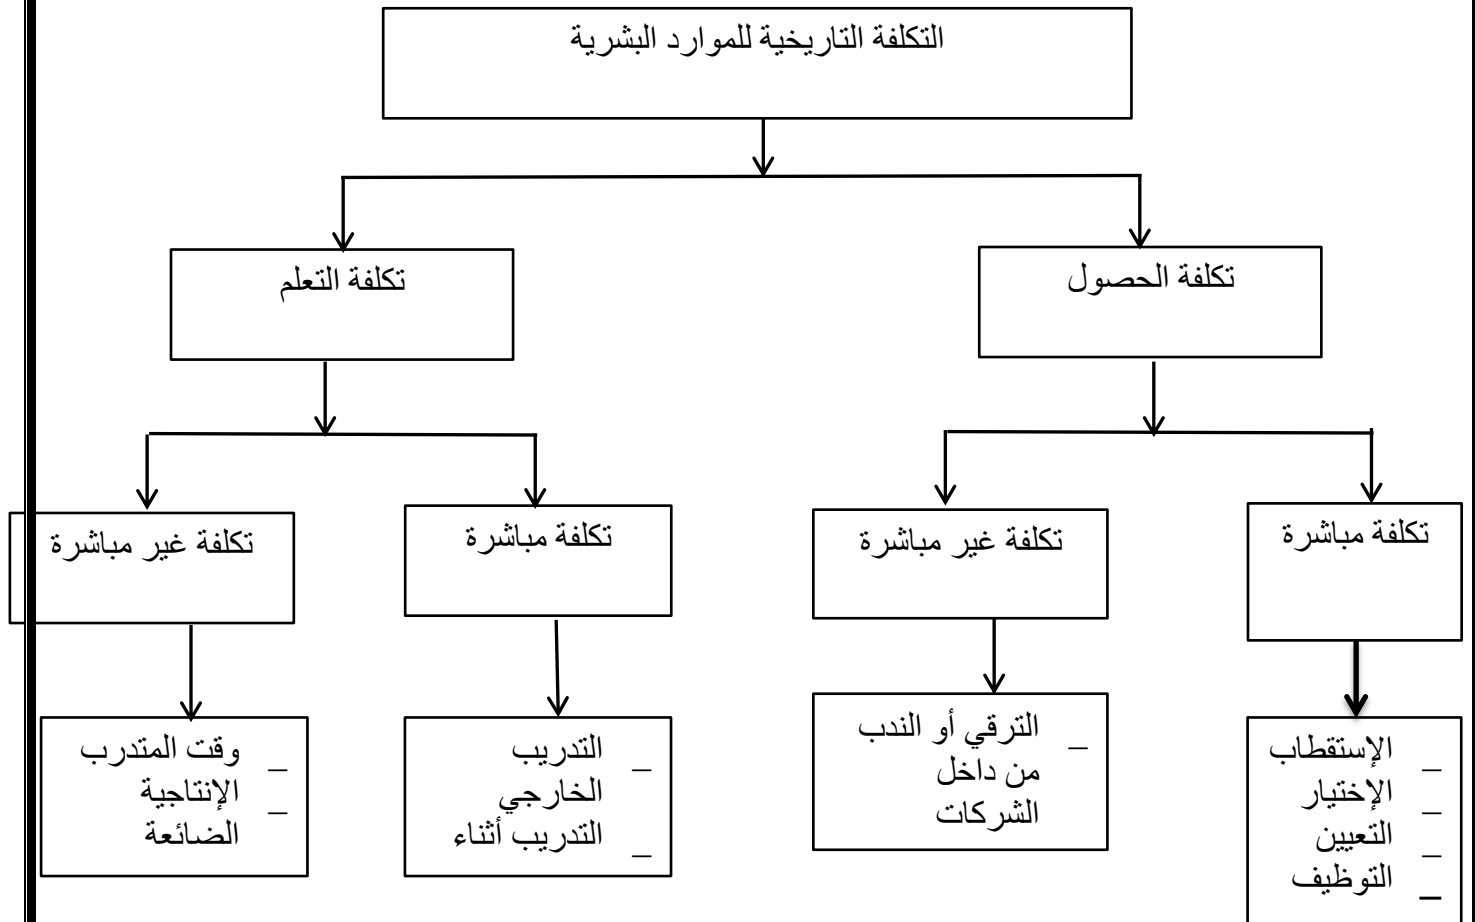 التكلفة التاريخية للموارد البشرية
تكلفة الحصول
تكلفة التعلم
تكلفة مباشرة
تكلفة غير مباشرة
تكلفة مباشرة
تكلفة غير مباشرة
_ الإستقطاب
_ الإختيار
_ التعيين
_ التوظيف
_ الترقي أو الندب
من داخل
الشركات
_ التدريب
الخارجي
_ التدريب أثناء
_ وقت المتدرب
_ الإنتاجية
الضائعة